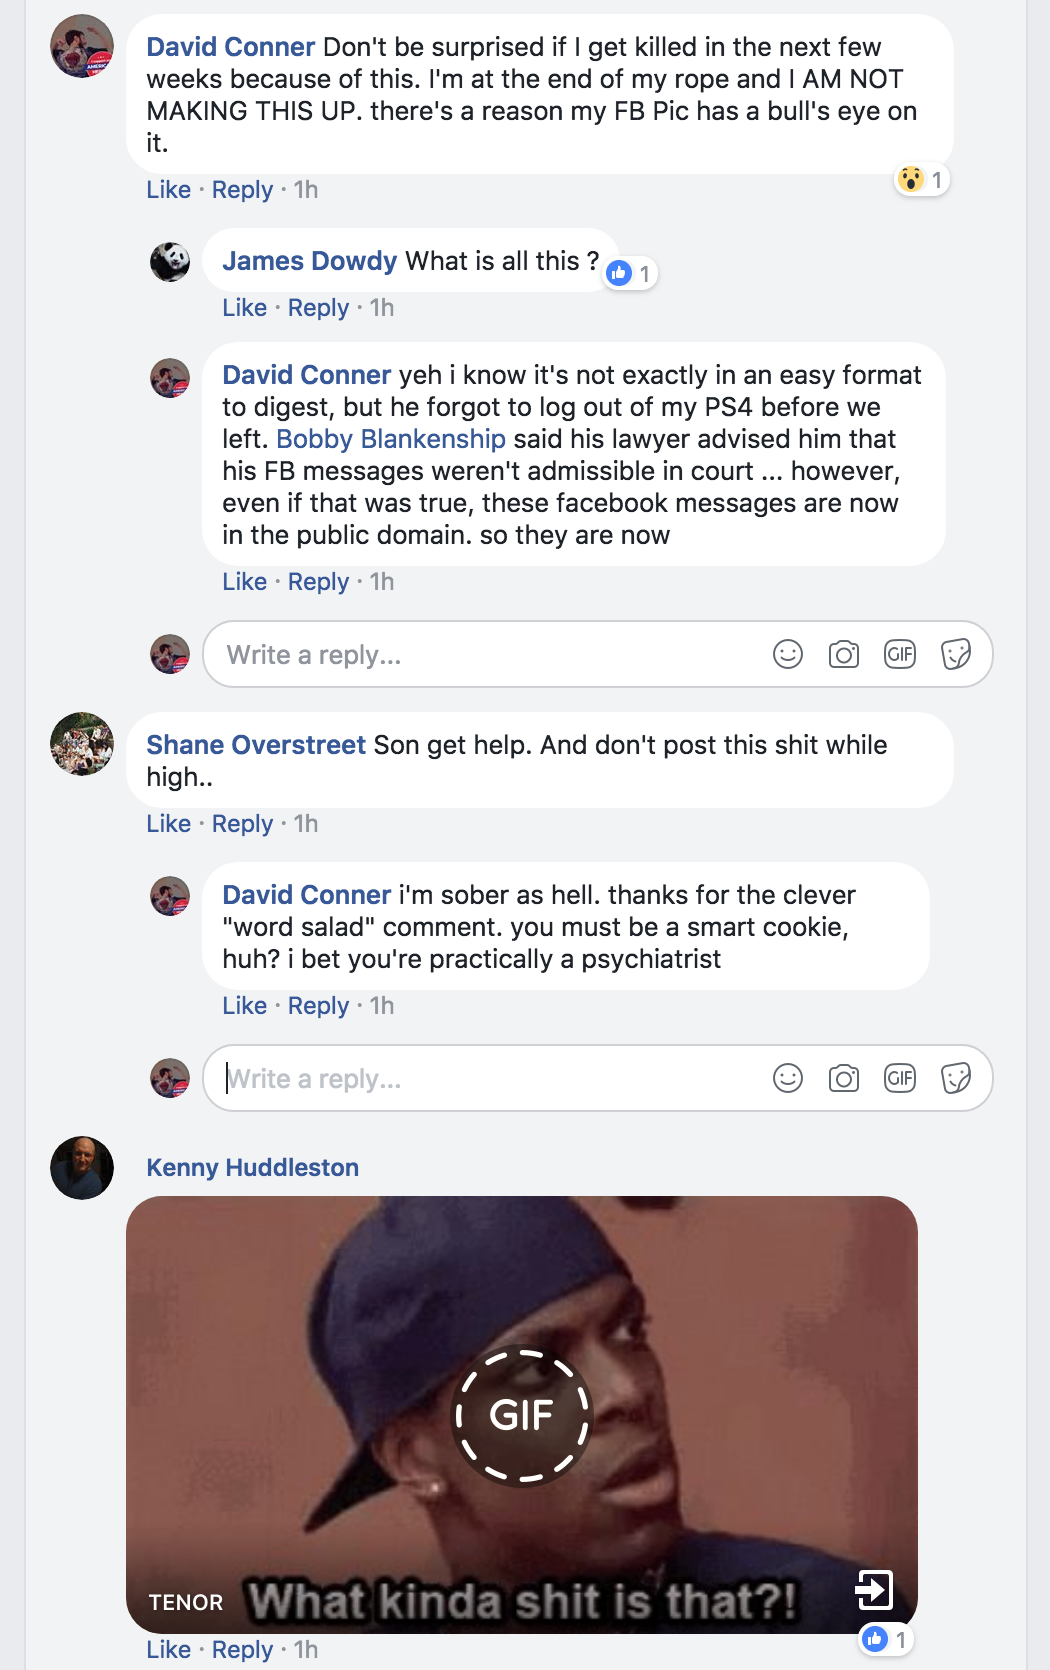 David Conner Don't be surprised if I get killed in the next few
weeks because of this. I'm at the end of my rope and I AM NOT
MAKING THIS UP. there's a reason my FB Pic has a bull's eye on
it.
Like · Reply · 1h
1
James Dowdy What is all this ?
1
Like · Reply · 1h
David Conner yeh i know it's not exactly in an easy format
to digest, but he forgot to log out of my PS4 before we
left. Bobby Blankenship said his lawyer advised him that
his FB messages weren't admissible in court ... however,
even if that was true, these facebook messages are now
in the public domain. so they are now
Like · Reply · 1h
Write a reply...
GIF
Shane Overstreet Son get help. And don't post this shit while
high..
Like · Reply · 1h
David Conner i'm sober as hell. thanks for the clever
"word salad" comment. you must be a smart cookie,
huh? i bet you're practically a psychiatrist
Like · Reply · 1h
Write a reply...
GIF
Kenny Huddleston
GIF
TENOR
What kinda shit is that?!
1
Like · Reply · 1h